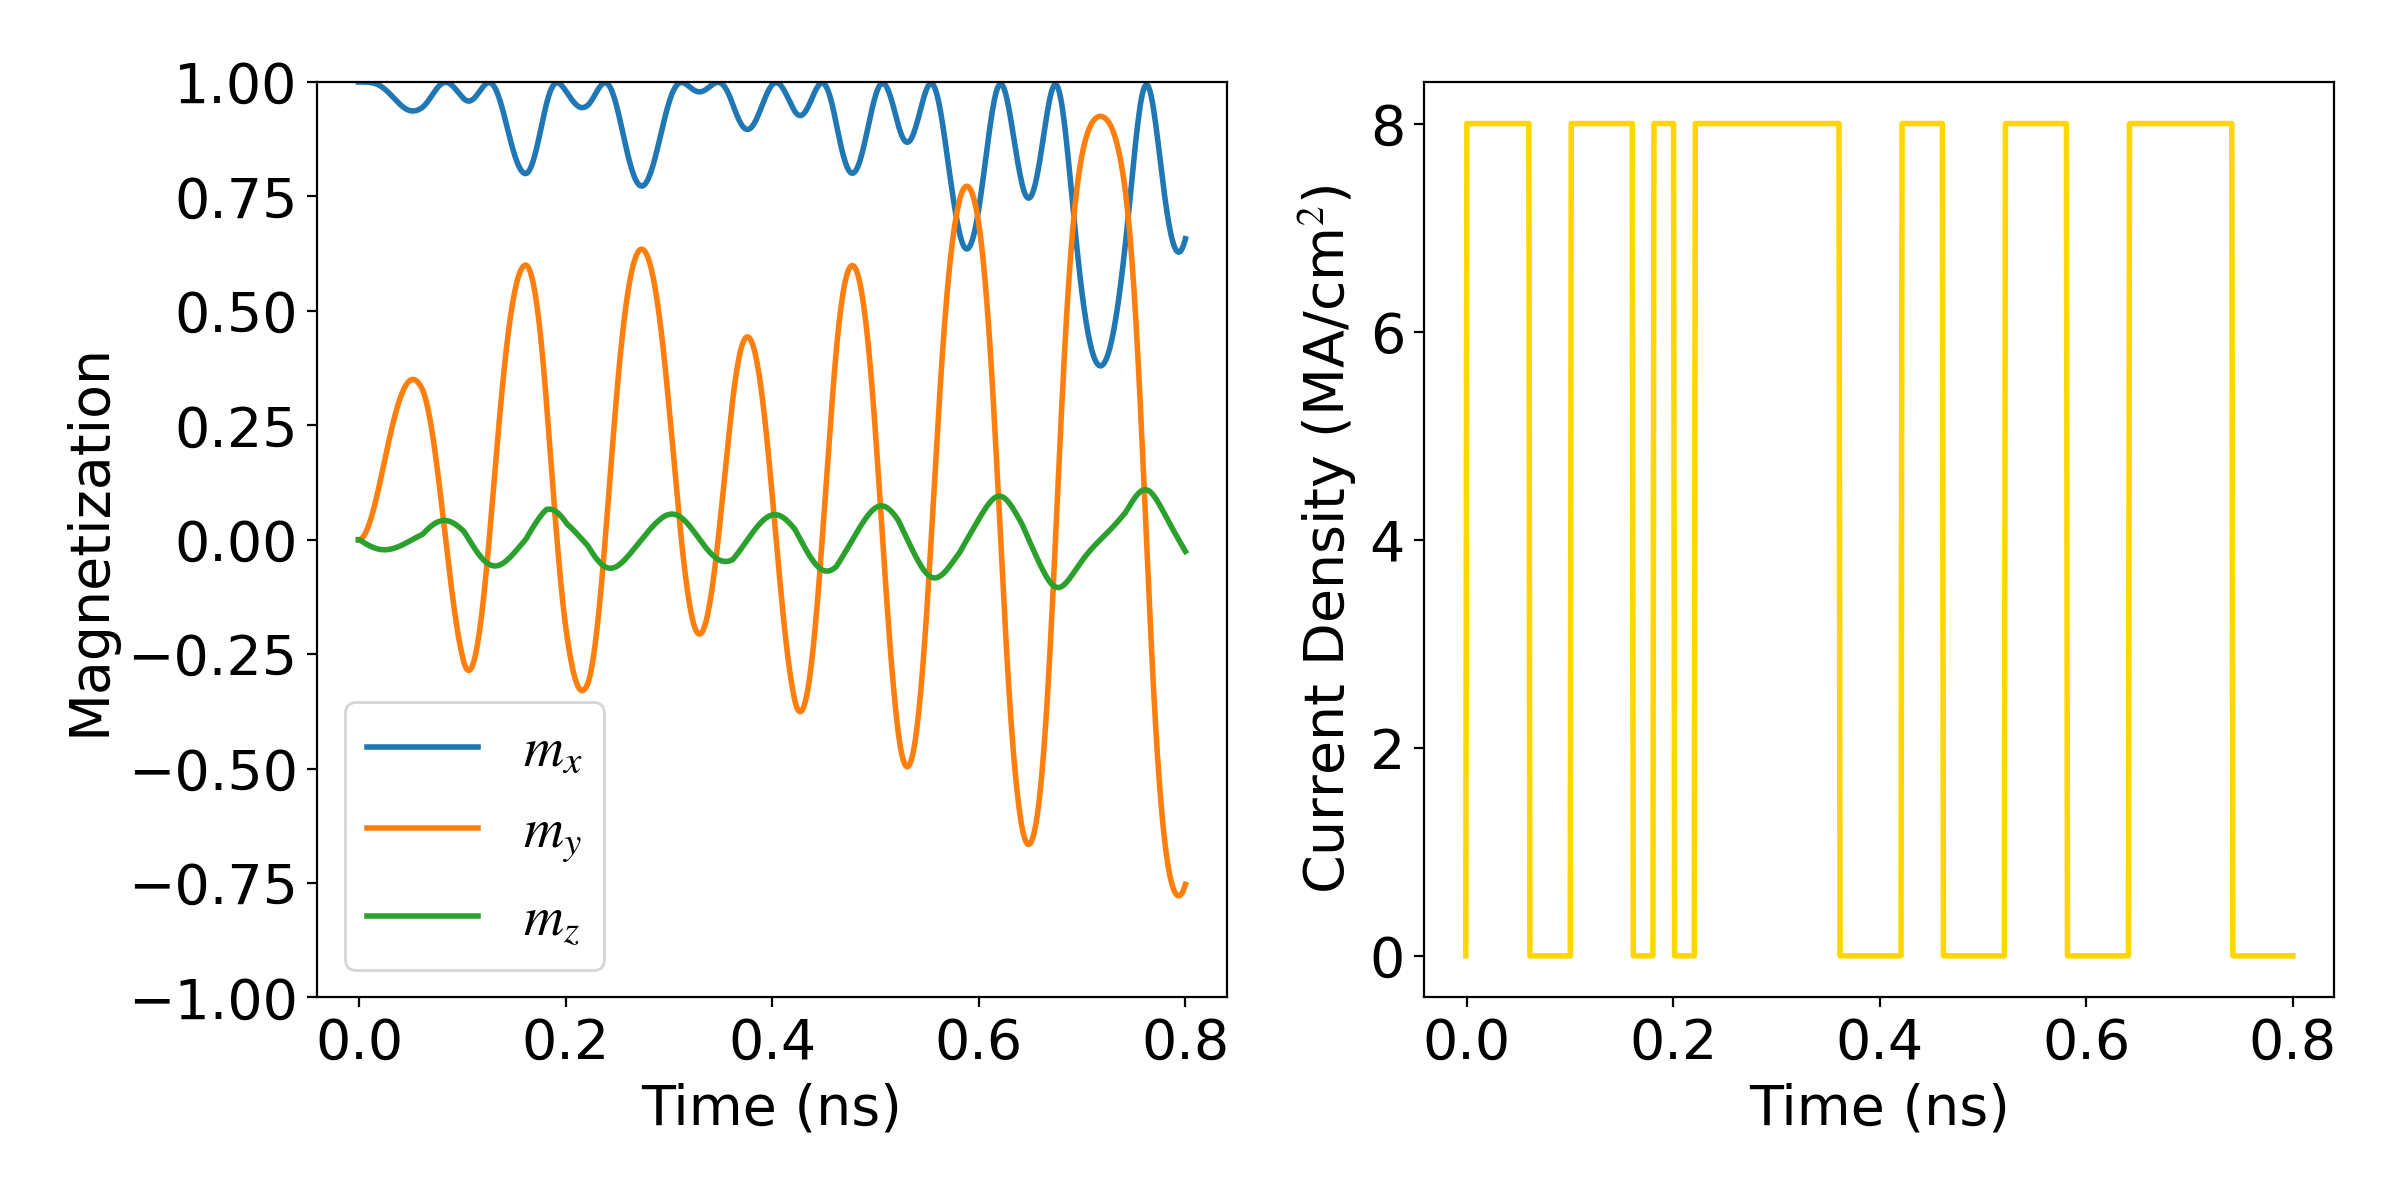 1.00
0.75
0.50
0.25
0.00
−0.25
−0.50
−0.75
−1.00
Magnetization
m_x
m_y
m_z
0.0 0.2 0.4 0.6 0.8
Time (ns)
8
6
4
2
0
Current Density (MA/cm²)
0.0 0.2 0.4 0.6 0.8
Time (ns)